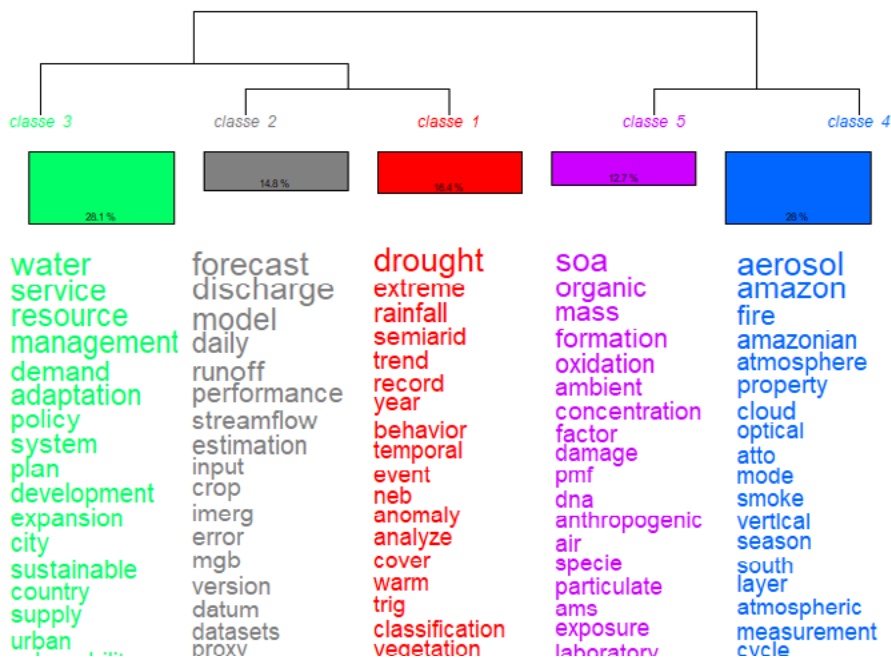 classe 3 classe 2 classe 1 classe 5 classe 4
28.1 % 14.8 % 16.4 % 12.7 % 28 %
water forecast drought soa aerosol
service discharge extreme organic amazon
resource model rainfall mass fire
management daily semiarid formation amazonian
demand runoff trend oxidation atmosphere
adaptation performance record ambient property
policy streamflow year concentration cloud
system estimation behavior factor optical
plan input temporal damage atto
development crop event pmf mode
expansion imerg neb dna smoke
city error anomaly anthropogenic vertical
sustainable mgb analyze air season
country version cover specie south
supply datum warm particulate layer
urban datasets trig ams atmospheric
proxy classification exposure measurement
vegetation laboratory cycle